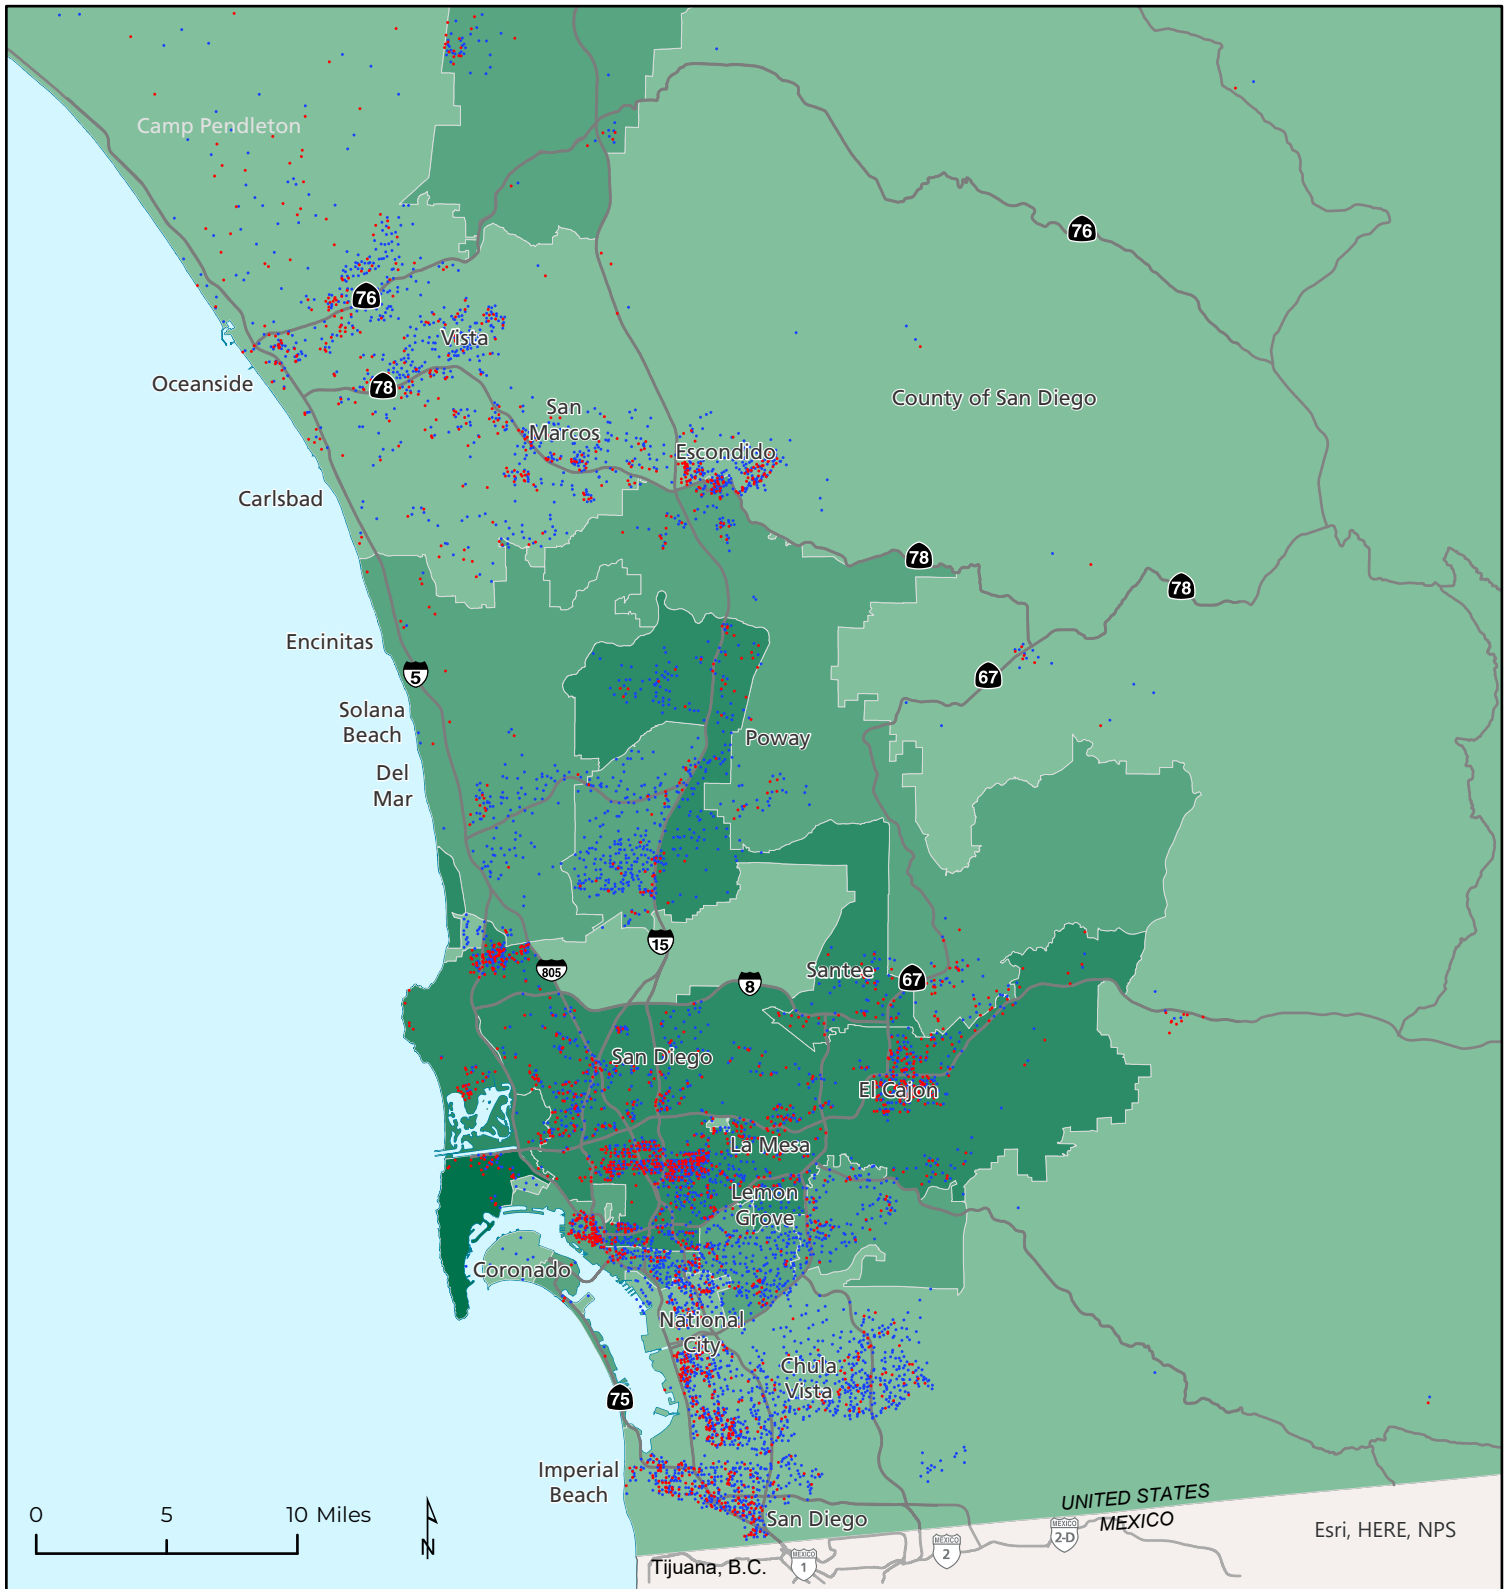 Camp Pendleton
76
76
Vista
Oceanside
78
County of San Diego
San
Marcos
Escondido
Carlsbad
78
78
Encinitas
5
67
Solana
Beach
Poway
Del
Mar
15
805
8
Santee
67
San Diego
El Cajon
La Mesa
Lemon
Grove
Coronado
National
City
Chula
Vista
75
Imperial
Beach
San Diego
UNITED STATES
MEXICO
0 5 10 Miles
N
Esri, HERE, NPS
MEXICO
2-D
MEXICO
2
MEXICO
1
Tijuana, B.C.